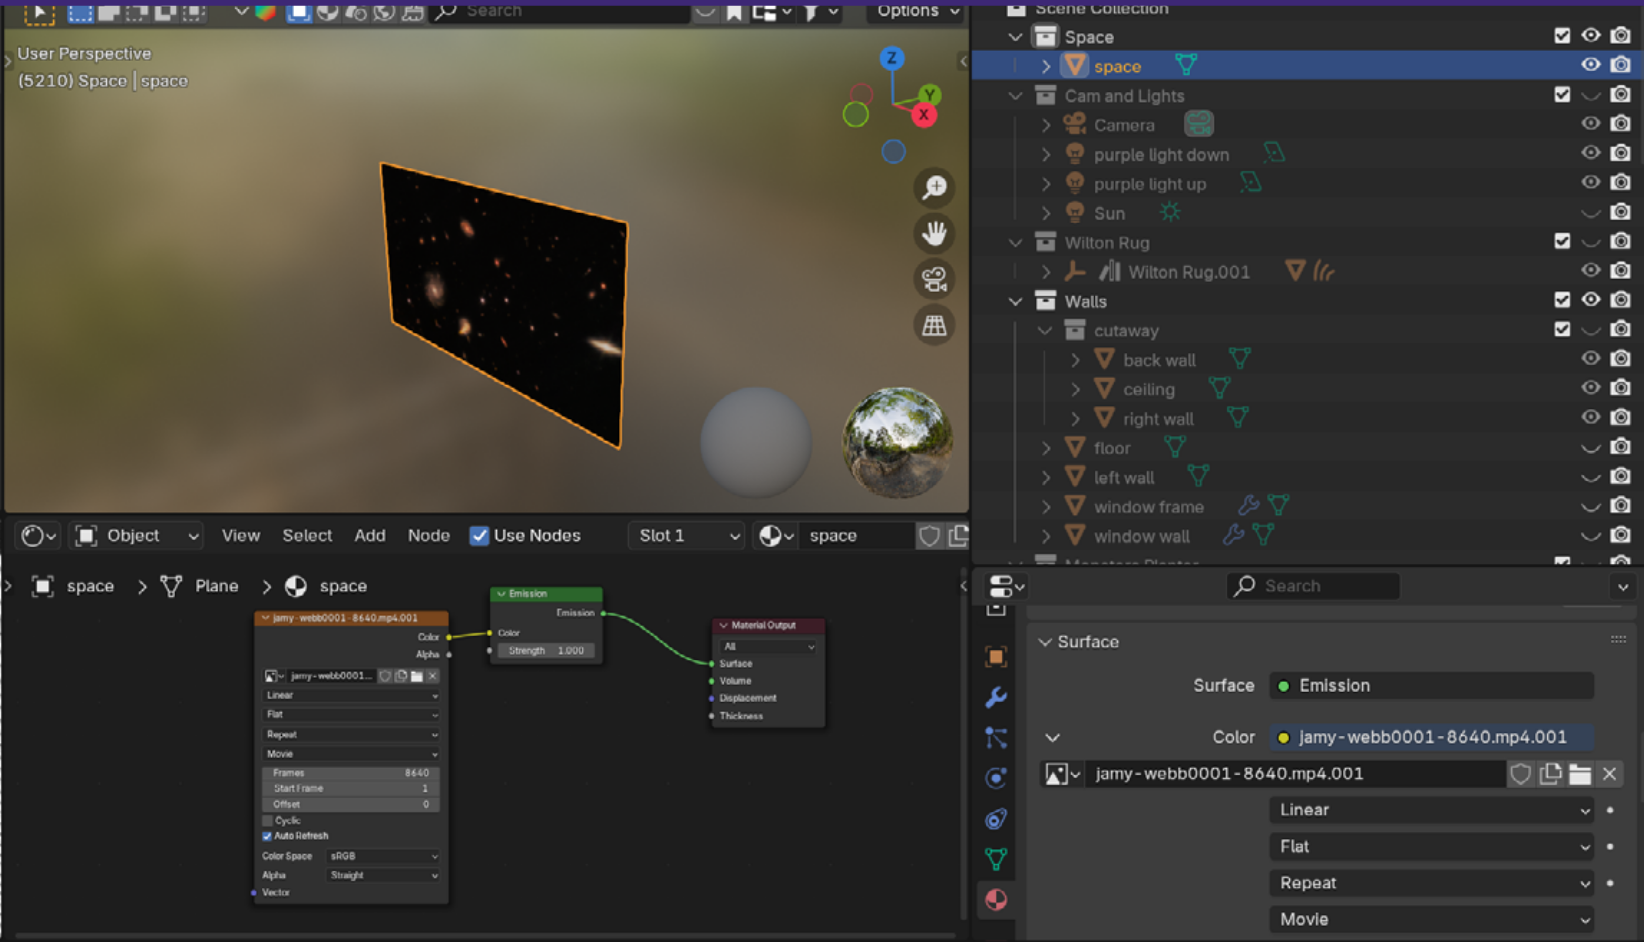 Search
Options
User Perspective
(5210) Space | space
Z
Y
X
Scene Collection
Space
space
Cam and Lights
Camera
purple light down
purple light up
Sun
Wilton Rug
Wilton Rug.001
Walls
cutaway
back wall
ceiling
right wall
floor
left wall
window frame
window wall
Object View Select Add Node Use Nodes Slot 1 space
space > Plane > space
jamy-webb0001-8640.mp4.001
Color
Alpha
jamy-webb0001...
Linear
Flat
Repeat
Movie
Frames 8640
Start Frame 1
Offset 0
Cyclic
Auto Refresh
Color Space sRGB
Alpha Straight
Vector
Emission
Emission
Color
Strength 1.000
Material Output
All
Surface
Volume
Displacement
Thickness
Search
Surface
Surface Emission
Color jamy-webb0001-8640.mp4.001
jamy-webb0001-8640.mp4.001
Linear
Flat
Repeat
Movie